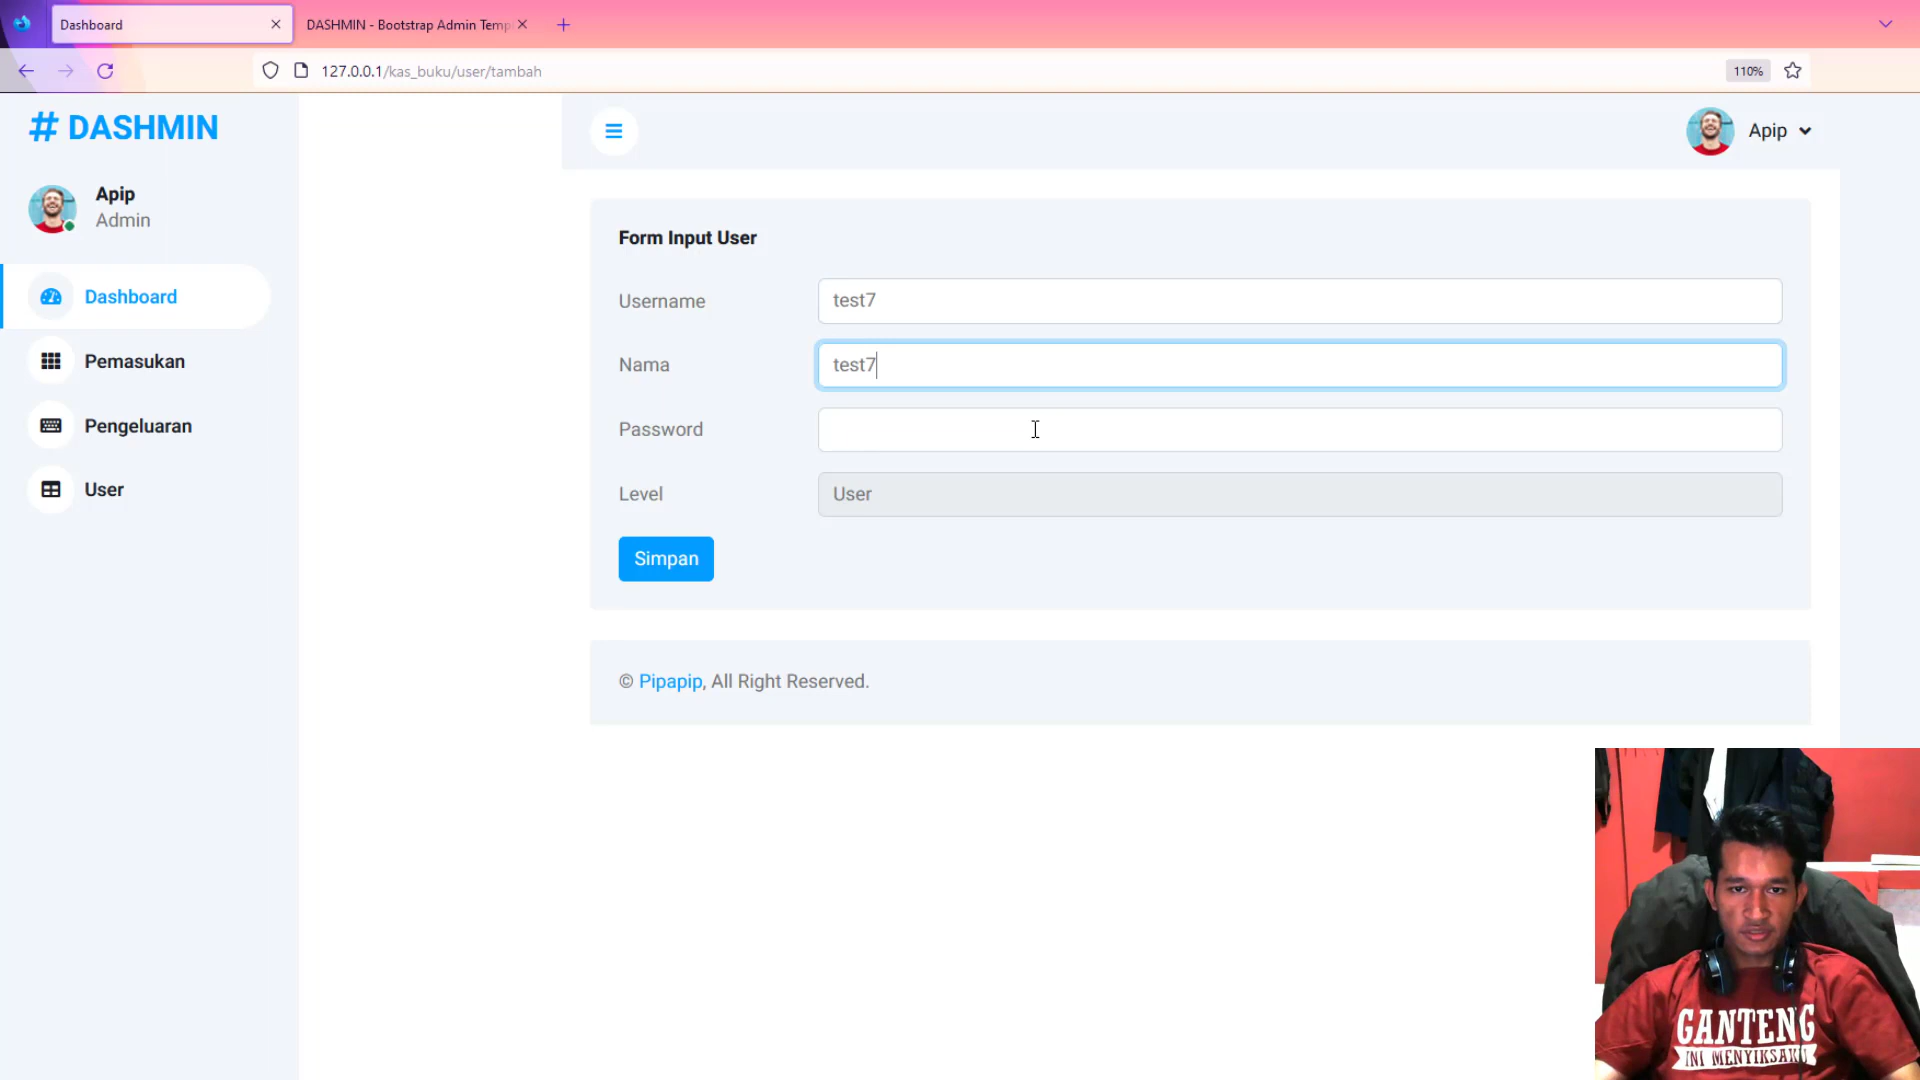 Dashboard
DASHMIN - Bootstrap Admin Temp
127.0.0.1/kas_buku/user/tambah
110%
# DASHMIN
Apip
Admin
Dashboard
Pemasukan
Pengeluaran
User
Apip
Form Input User
Username
test7
Nama
test7
Password
Level
User
Simpan
© Pipapip, All Right Reserved.
GANTENG
INI MENYIKSAKU